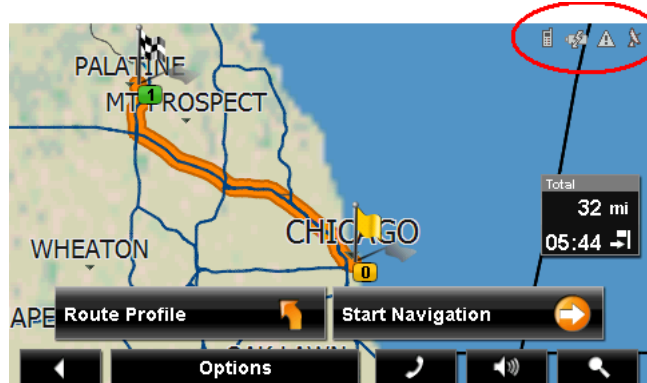 PALATINE
1
MT PROSPECT
Total
32 mi
05:44
CHICAGO
0
WHEATON
Route Profile
Start Navigation
Options